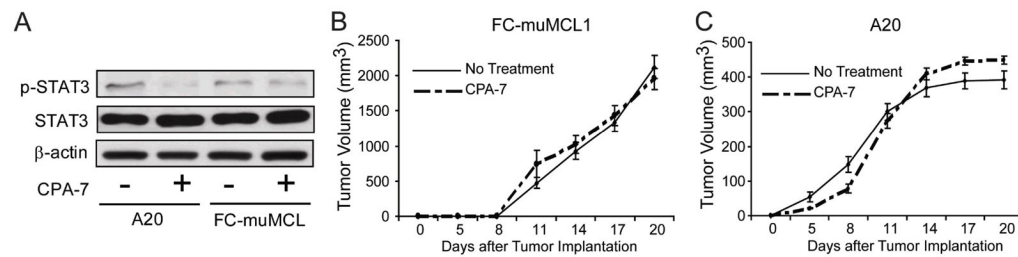 A
p-STAT3
STAT3
β-actin
CPA-7 - + - +
A20 FC-muMCL
B
FC-muMCL1
Tumor Volume (mm3)
2500
2000
1500
1000
500
0
No Treatment
CPA-7
0 5 8 11 14 17 20
Days after Tumor Implantation
C
A20
Tumor Volume (mm3)
500
400
300
200
100
0
No Treatment
CPA-7
0 5 8 11 14 17 20
Days after Tumor Implantation